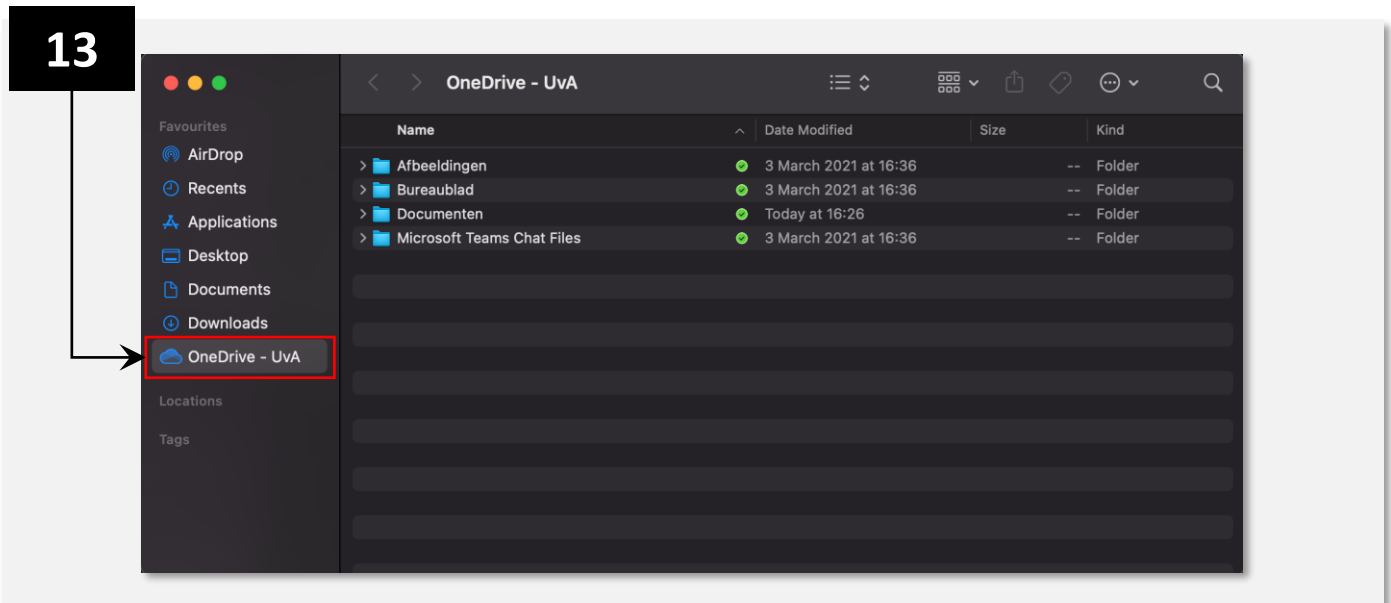 13
OneDrive - UvA
Favourites
AirDrop
Recents
Applications
Desktop
Documents
Downloads
OneDrive - UvA
Locations
Tags
Name Date Modified Size Kind
Afbeeldingen 3 March 2021 at 16:36 -- Folder
Bureaublad 3 March 2021 at 16:36 -- Folder
Documenten Today at 16:26 -- Folder
Microsoft Teams Chat Files 3 March 2021 at 16:36 -- Folder